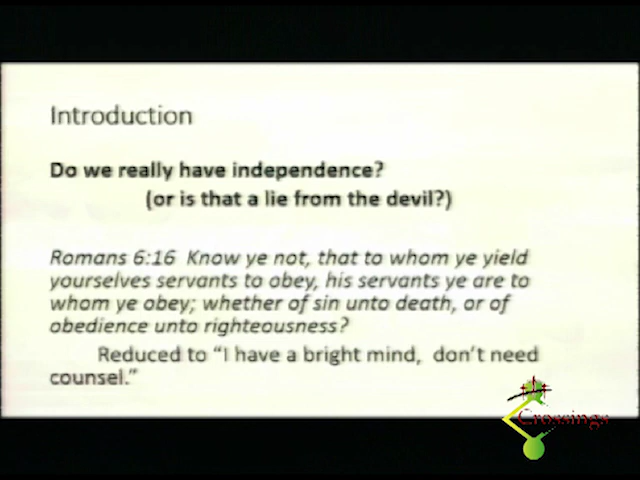 Introduction
Do we really have independence?
(or is that a lie from the devil?)
Romans 6:16 Know ye not, that to whom ye yield
yourselves servants to obey, his servants ye are to
whom ye obey; whether of sin unto death, or of
obedience unto righteousness?
Reduced to “I have a bright mind, don’t need
counsel.”
Crossings